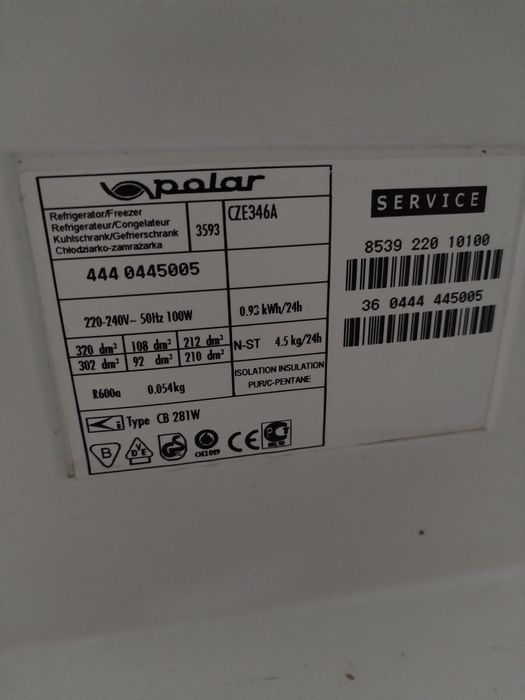 polar
Refrigerator/Freezer
Refrigerateur/Congelateur
Kuhlschrank/Gefrierschrank
Chłodziarko-zamrażarka
3593
CZE346A
444 0445005
220-240V~ 50Hz 100W
0.93 kWh/24h
320 dm³ 108 dm³ 212 dm³
302 dm³ 92 dm³ 210 dm³
N-ST 4.5 kg/24h
R600a 0.054kg
ISOLATION INSULATION
PUR/C-PENTANE
i Type CB 281W
B
VDE
GS
CE
SERVICE
8539 220 10100
36 0444 445005